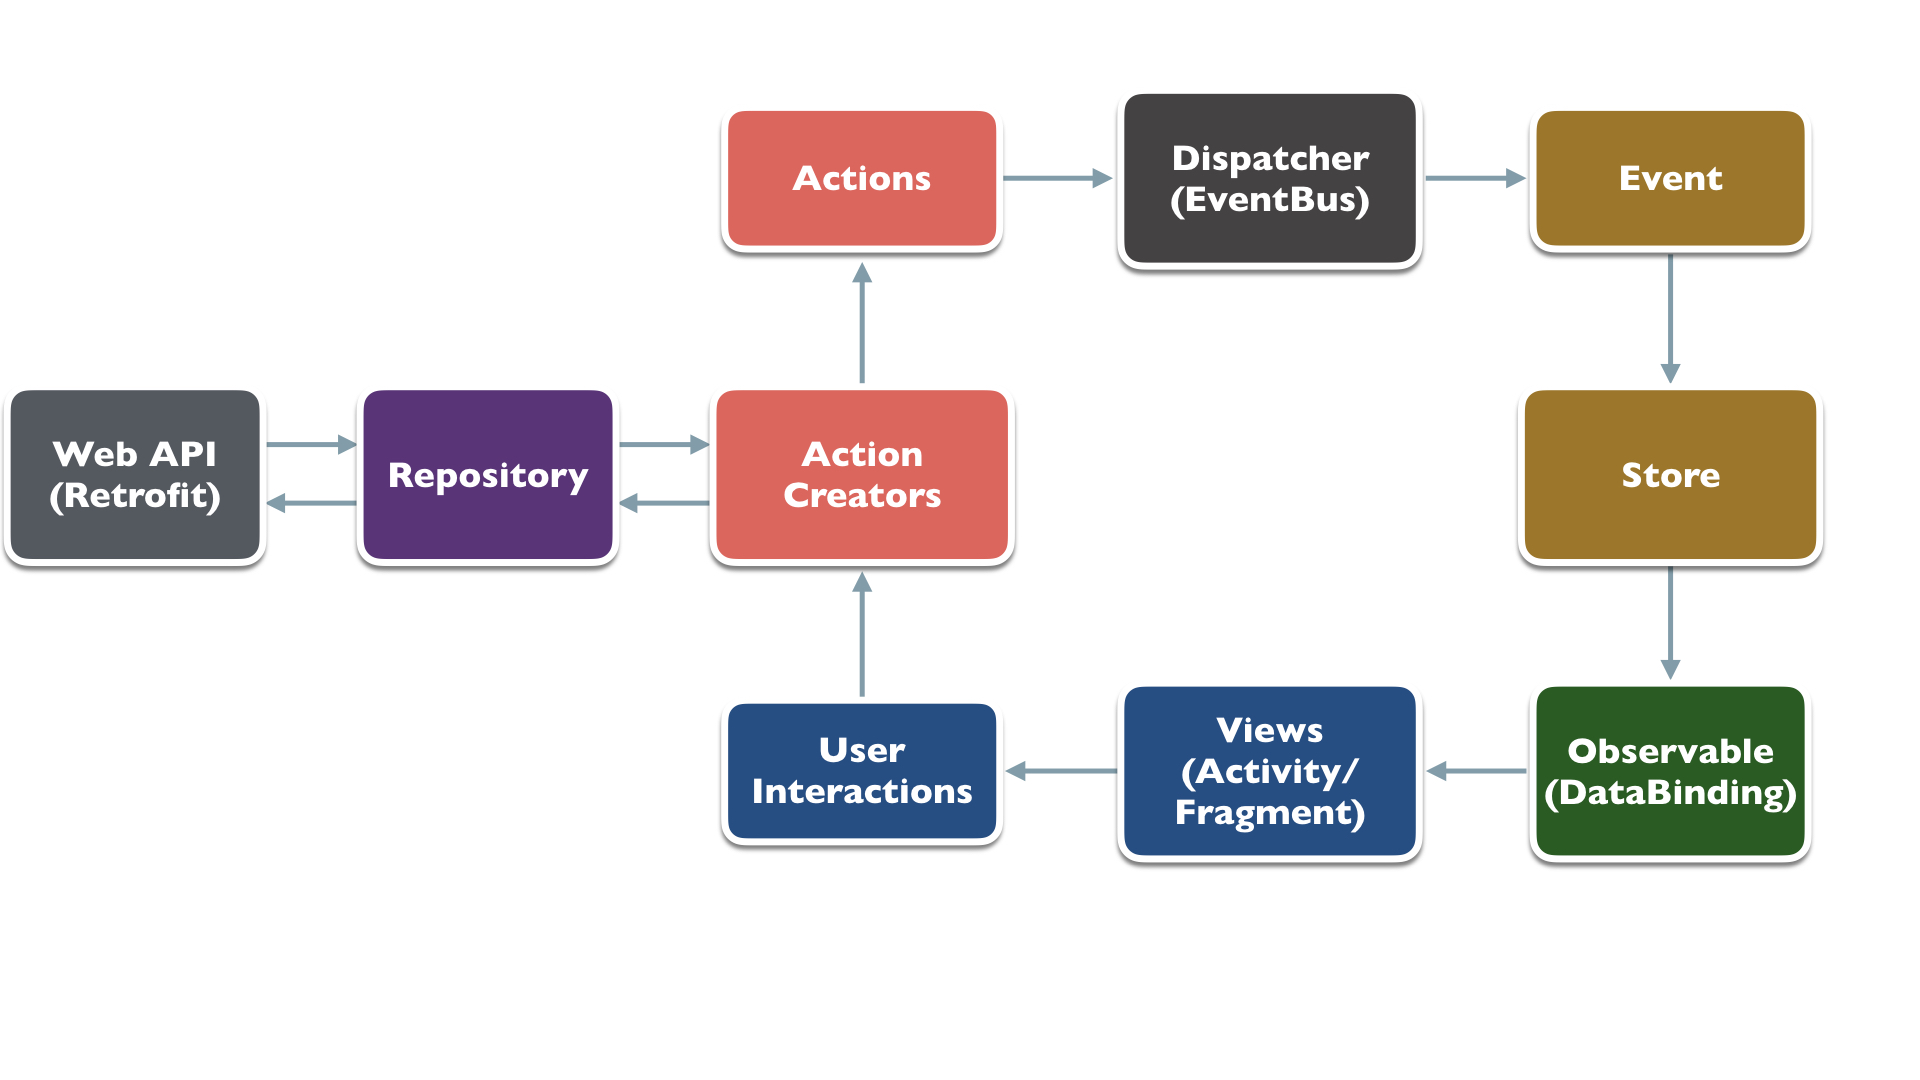 Actions
Dispatcher
(EventBus)
Event
Web API
(Retrofit)
Repository
Action
Creators
Store
User
Interactions
Views
(Activity/
Fragment)
Observable
(DataBinding)